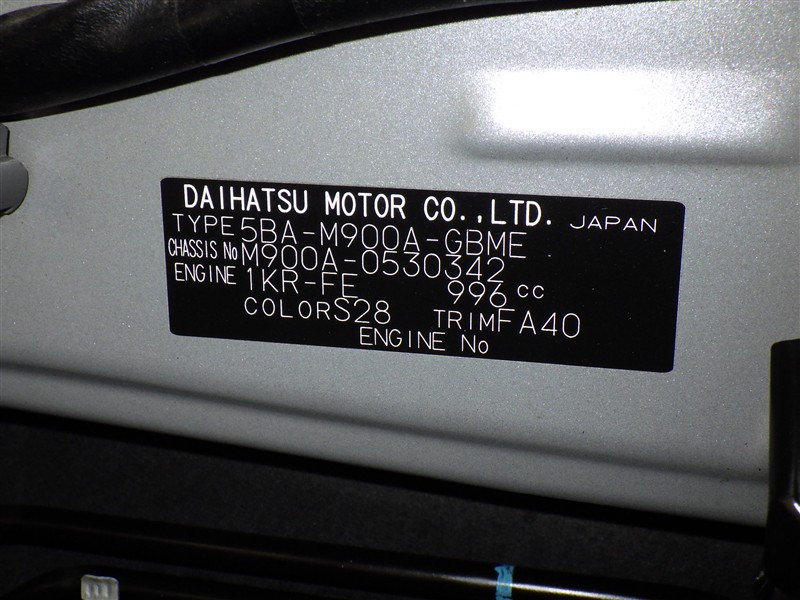 DAIHATSU MOTOR CO.,LTD. JAPAN
TYPE 5BA-M900A-GBME
CHASSIS No M900A-0530342
ENGINE 1KR-FE 996 cc
COLOR S28 TRIM FA40
ENGINE No